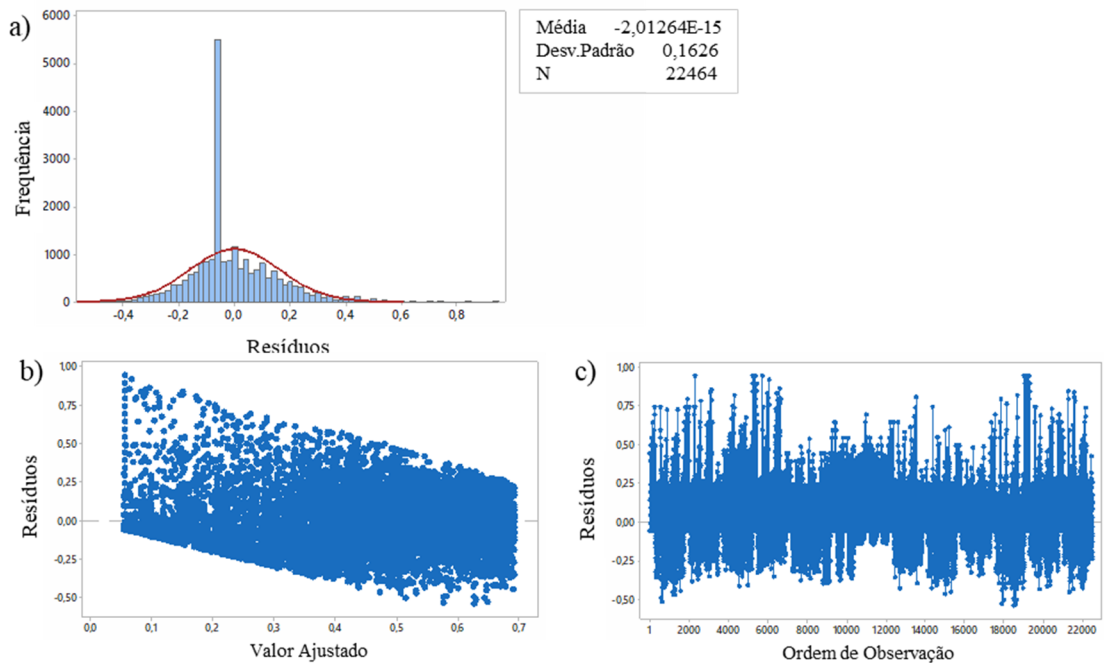 a)
6000
5000
4000
3000
2000
1000
0
Frequência
-0,4 -0,2 0,0 0,2 0,4 0,6 0,8
Resíduos
Média -2,01264E-15
Desv.Padrão 0,1626
N 22464
b)
1,00
0,75
0,50
0,25
0,00
-0,25
-0,50
Resíduos
0,0 0,1 0,2 0,3 0,4 0,5 0,6 0,7
Valor Ajustado
c)
1,00
0,75
0,50
0,25
0,00
-0,25
-0,50
Resíduos
1 2000 4000 6000 8000 10000 12000 14000 16000 18000 20000 22000
Ordem de Observação